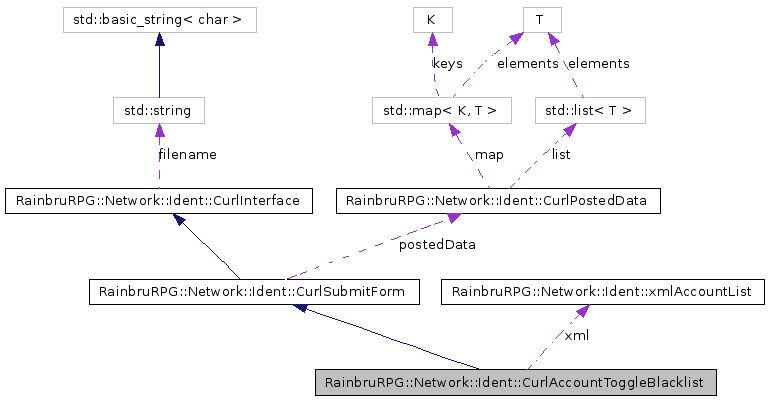 std::basic_string< char >
K
T
keys
elements
elements
std::string
std::map< K, T >
std::list< T >
filename
map
list
RainbruRPG::Network::Ident::CurlInterface
RainbruRPG::Network::Ident::CurlPostedData
postedData
RainbruRPG::Network::Ident::CurlSubmitForm
RainbruRPG::Network::Ident::xmlAccountList
xml
RainbruRPG::Network::Ident::CurlAccountToggleBlacklist